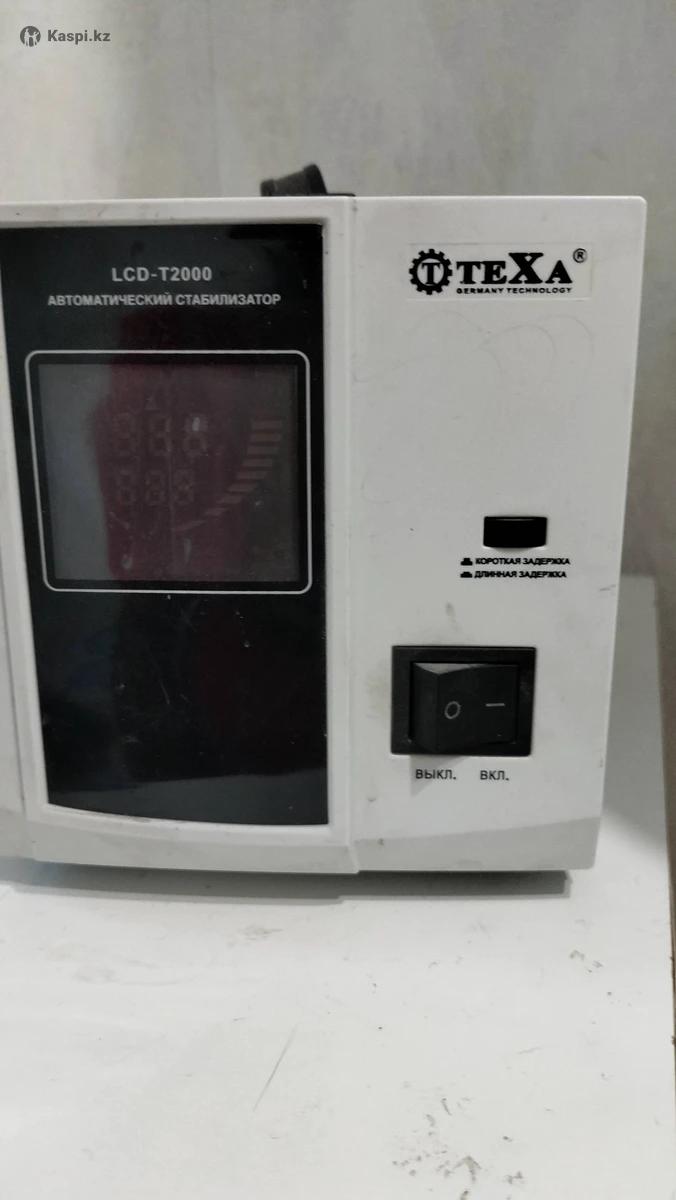 Kaspi.kz
LCD-T2000
АВТОМАТИЧЕСКИЙ СТАБИЛИЗАТОР
T TEXA®
GERMANY TECHNOLOGY
КОРОТКАЯ ЗАДЕРЖКА
ДЛИННАЯ ЗАДЕРЖКА
O I
ВЫКЛ. ВКЛ.